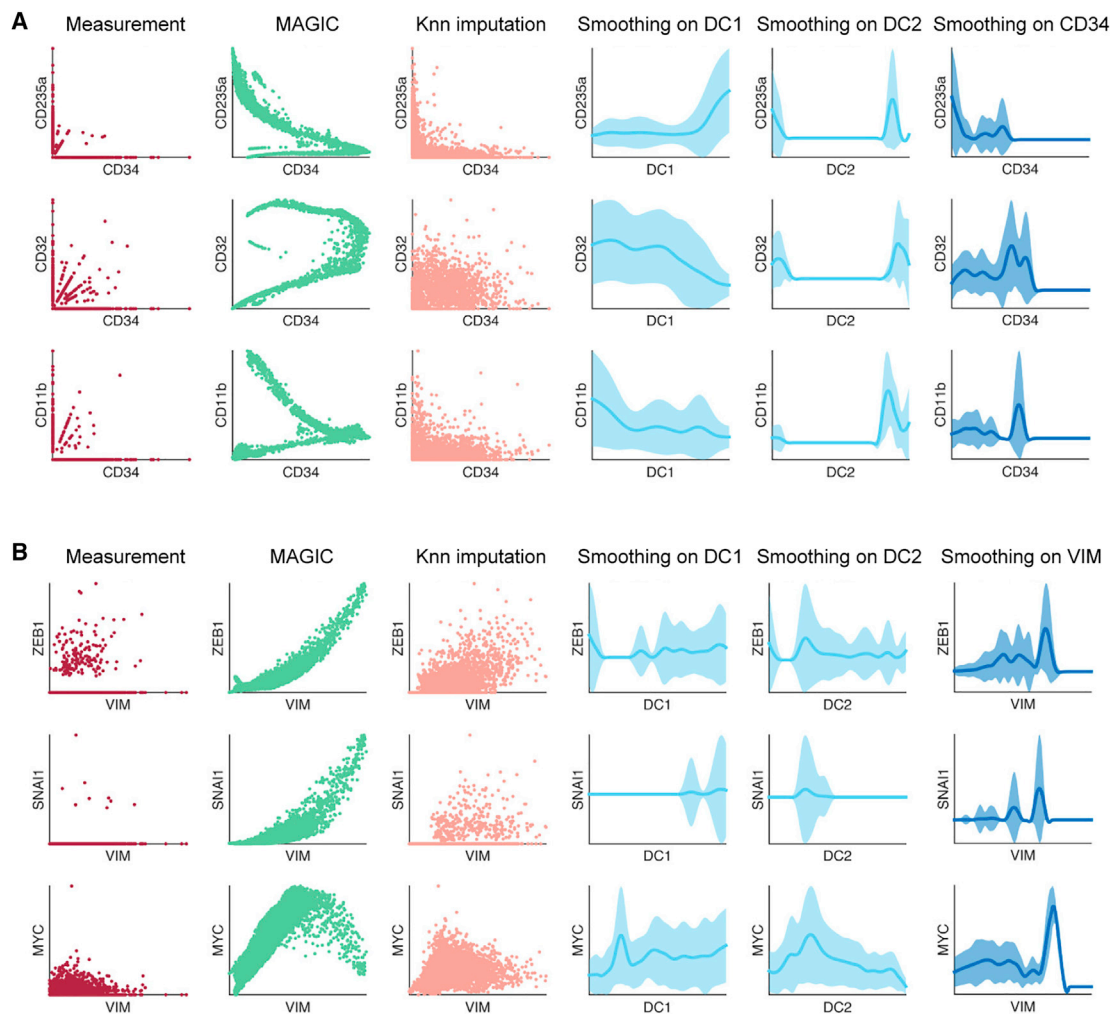 A
Measurement MAGIC Knn imputation Smoothing on DC1 Smoothing on DC2 Smoothing on CD34
CD235a CD235a CD235a CD235a CD235a CD235a
CD34 CD34 CD34 DC1 DC2 CD34
CD32 CD32 CD32 CD32 CD32 CD32
CD34 CD34 CD34 DC1 DC2 CD34
CD11b CD11b CD11b CD11b CD11b CD11b
CD34 CD34 CD34 DC1 DC2 CD34
B
Measurement MAGIC Knn imputation Smoothing on DC1 Smoothing on DC2 Smoothing on VIM
ZEB1 ZEB1 ZEB1 ZEB1 ZEB1 ZEB1
VIM VIM VIM DC1 DC2 VIM
SNAI1 SNAI1 SNAI1 SNAI1 SNAI1 SNAI1
VIM VIM VIM DC1 DC2 VIM
MYC MYC MYC MYC MYC MYC
VIM VIM VIM DC1 DC2 VIM